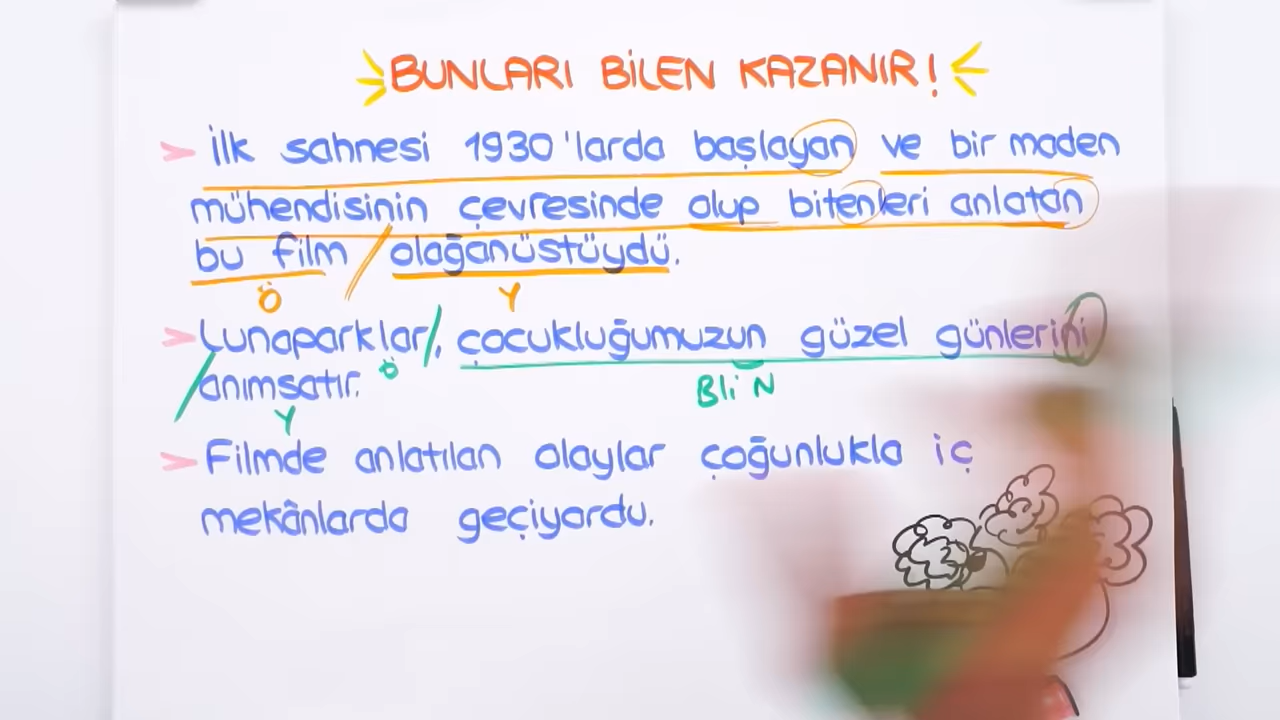 BUNLARI BİLEN KAZANIR!
> İlk sahnesi 1930'larda başlayan ve bir maden
mühendisinin çevresinde olup bitenleri anlatan
bu film / olağanüstüydü.
Ö Y
> Lunaparklar/, çocukluğumuzun güzel günlerini
/anımsatır. Ö Bli N
Y
> Filmde anlatılan olaylar çoğunlukla iç
mekânlarda geçiyordu.